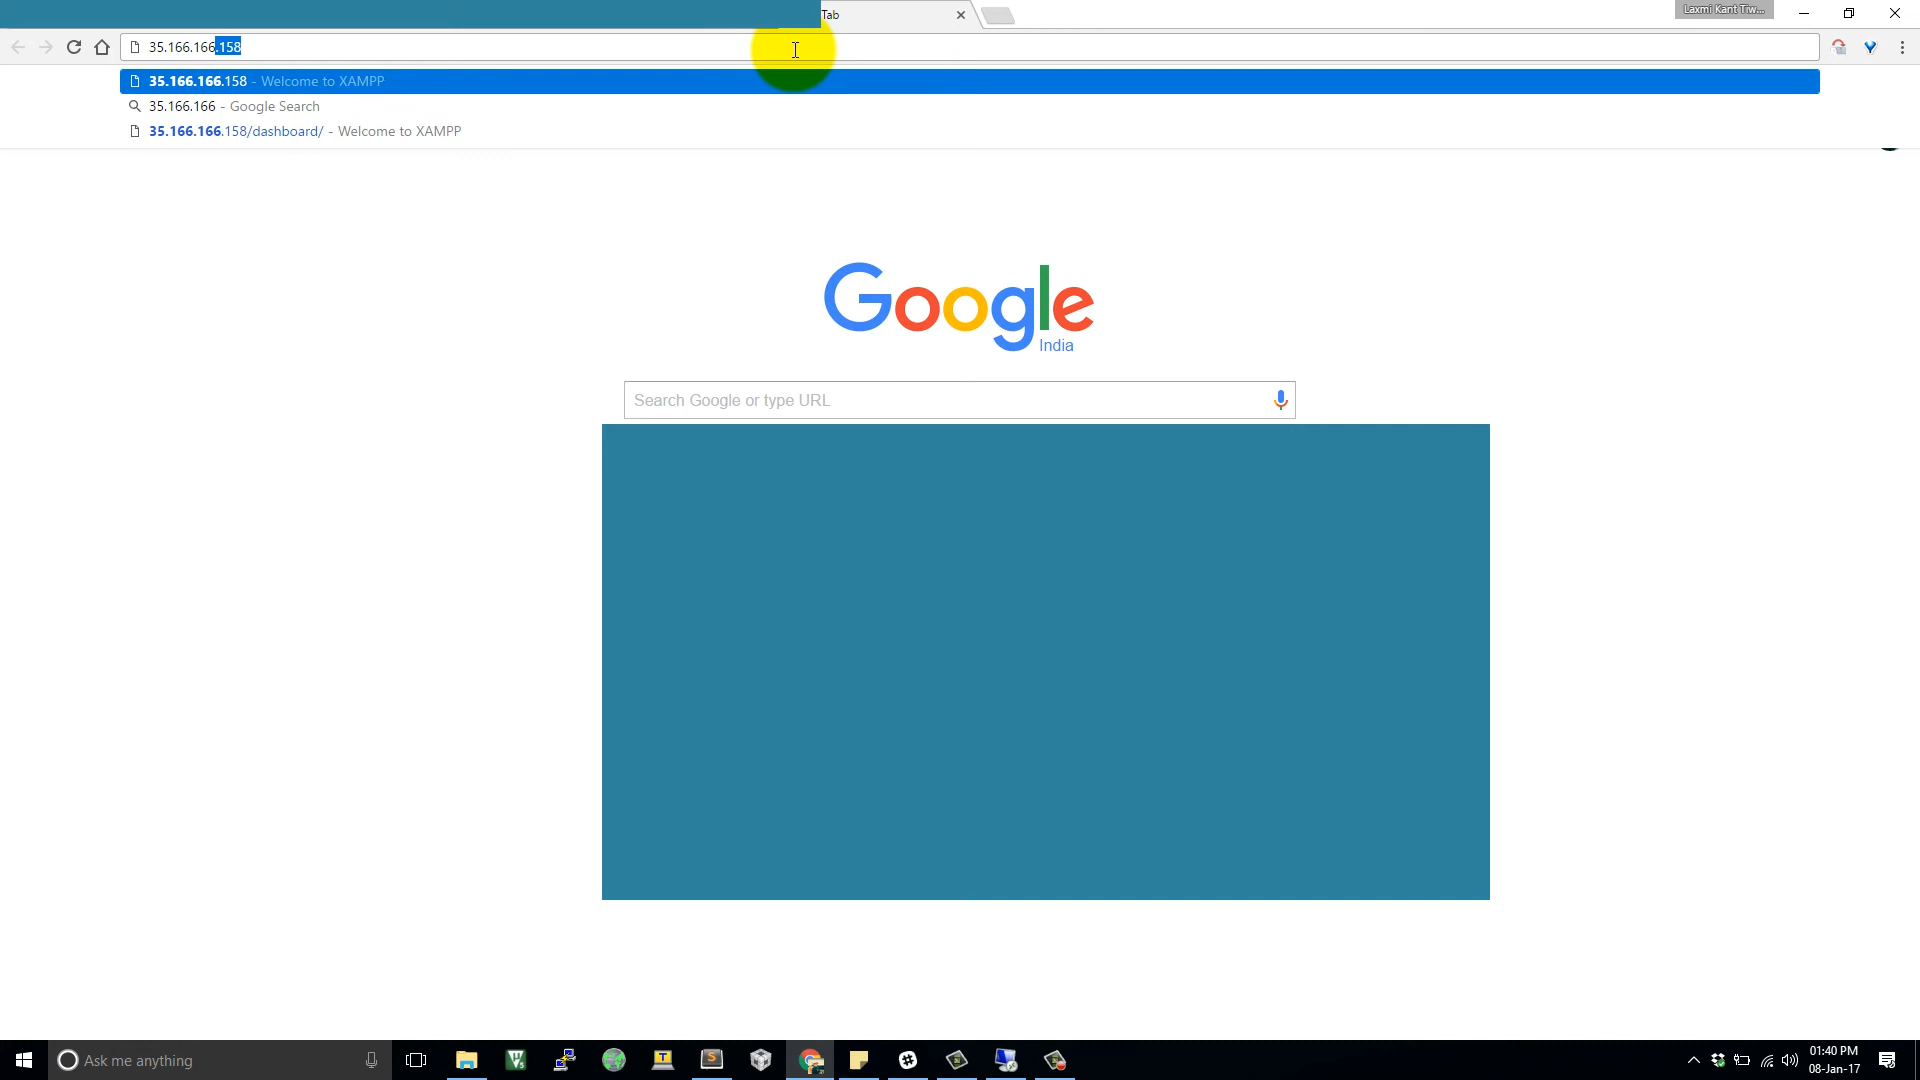 Tab
Laxmi Kant Tiw...
35.166.166.158
35.166.166.158 - Welcome to XAMPP
35.166.166 - Google Search
35.166.166.158/dashboard/ - Welcome to XAMPP
Google
India
Search Google or type URL
Ask me anything
01:40 PM
08-Jan-17